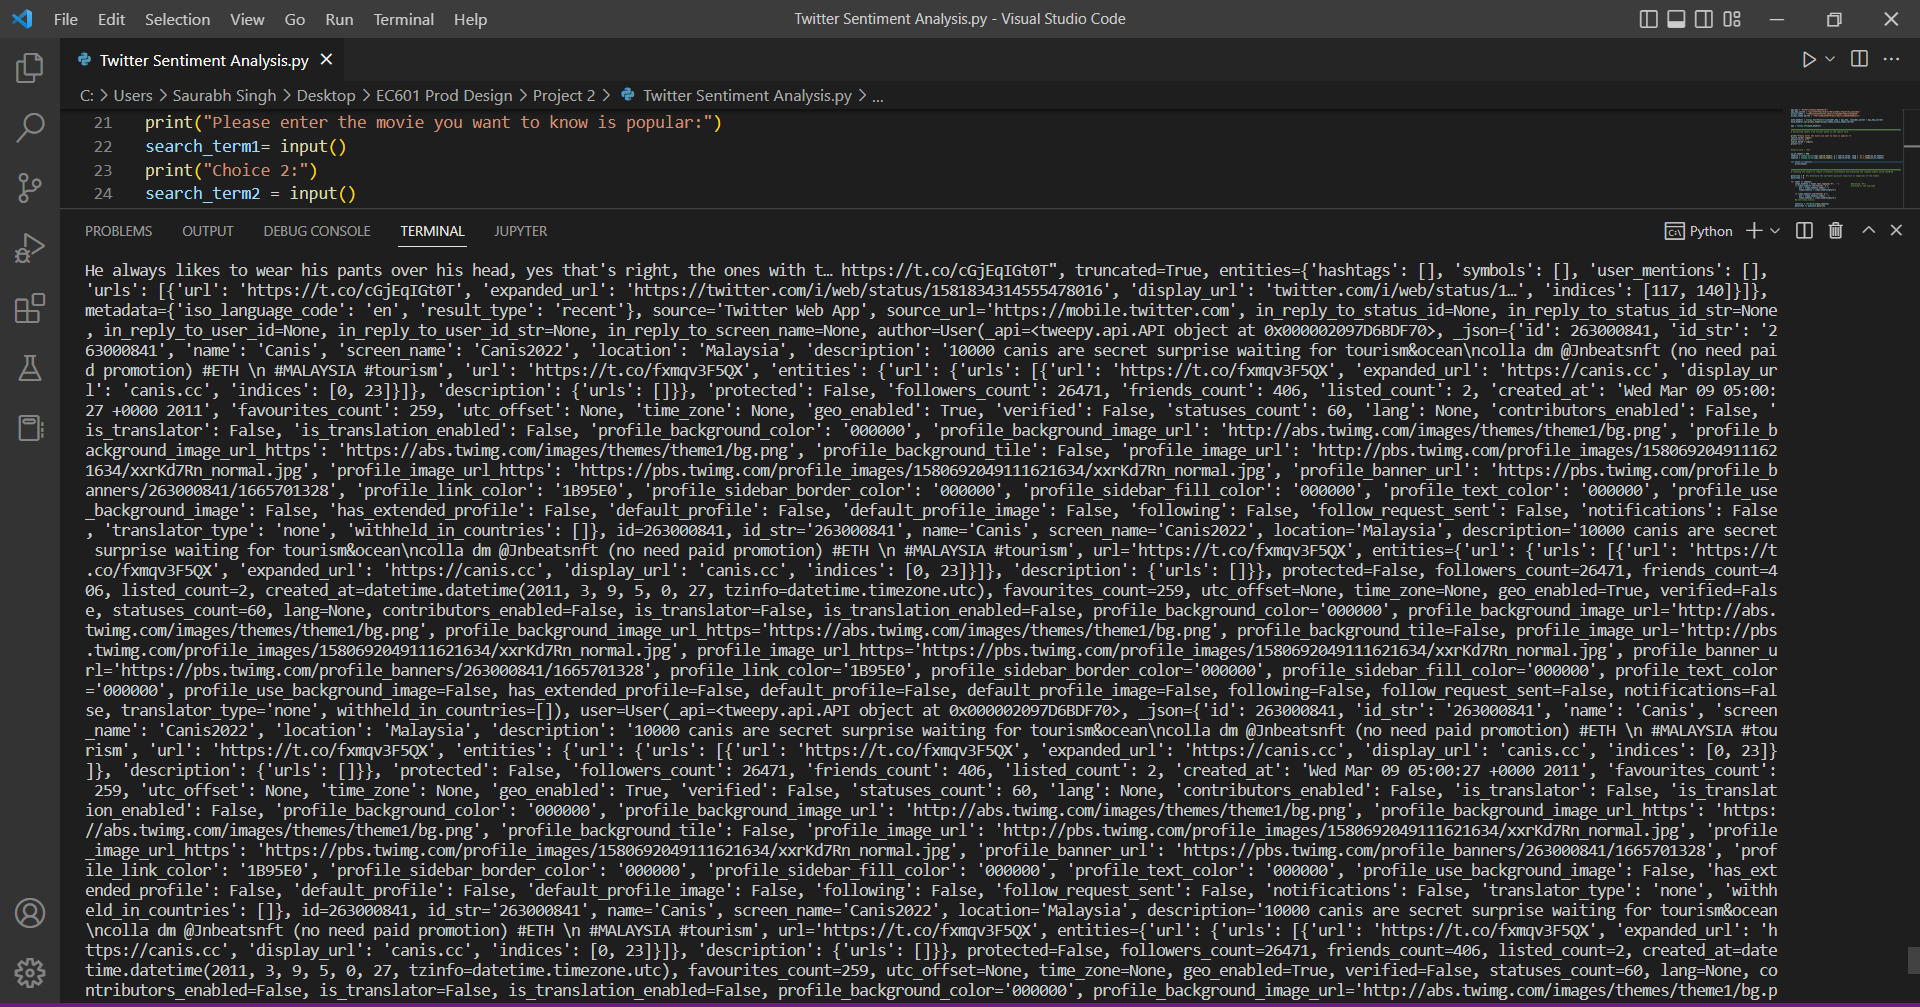 File Edit Selection View Go Run Terminal Help
Twitter Sentiment Analysis.py - Visual Studio Code
Twitter Sentiment Analysis.py
C: > Users > Saurabh Singh > Desktop > EC601 Prod Design > Project 2 > Twitter Sentiment Analysis.py > ...
21 print("Please enter the movie you want to know is popular:")
22 search_term1= input()
23 print("Choice 2:")
24 search_term2 = input()
PROBLEMS OUTPUT DEBUG CONSOLE TERMINAL JUPYTER
Python
He always likes to wear his pants over his head, yes that's right, the ones with t… https://t.co/cGjEqIGt0T", truncated=True, entities={'hashtags': [], 'symbols': [], 'user_mentions': [],
'urls': [{'url': 'https://t.co/cGjEqIGt0T', 'expanded_url': 'https://twitter.com/i/web/status/1581834314555478016', 'display_url': 'twitter.com/i/web/status/1…', 'indices': [117, 140]}]},
metadata={'iso_language_code': 'en', 'result_type': 'recent'}, source='Twitter Web App', source_url='https://mobile.twitter.com', in_reply_to_status_id=None, in_reply_to_status_id_str=None
, in_reply_to_user_id=None, in_reply_to_user_id_str=None, in_reply_to_screen_name=None, author=User(_api=<tweepy.api.API object at 0x000002097D6BDF70>, _json={'id': 263000841, 'id_str': '2
63000841', 'name': 'Canis', 'screen_name': 'Canis2022', 'location': 'Malaysia', 'description': '10000 canis are secret surprise waiting for tourism&ocean\ncolla dm @Jnbeatsnft (no need pai
d promotion) #ETH \n #MALAYSIA #tourism', 'url': 'https://t.co/fxmqv3F5QX', 'entities': {'url': {'urls': [{'url': 'https://t.co/fxmqv3F5QX', 'expanded_url': 'https://canis.cc', 'display_ur
l': 'canis.cc', 'indices': [0, 23]}]}, 'description': {'urls': []}}, 'protected': False, 'followers_count': 26471, 'friends_count': 406, 'listed_count': 2, 'created_at': 'Wed Mar 09 05:00:
27 +0000 2011', 'favourites_count': 259, 'utc_offset': None, 'time_zone': None, 'geo_enabled': True, 'verified': False, 'statuses_count': 60, 'lang': None, 'contributors_enabled': False, '
is_translator': False, 'is_translation_enabled': False, 'profile_background_color': '000000', 'profile_background_image_url': 'http://abs.twimg.com/images/themes/theme1/bg.png', 'profile_b
ackground_image_url_https': 'https://abs.twimg.com/images/themes/theme1/bg.png', 'profile_background_tile': False, 'profile_image_url': 'http://pbs.twimg.com/profile_images/158069204911162
1634/xxrKd7Rn_normal.jpg', 'profile_image_url_https': 'https://pbs.twimg.com/profile_images/1580692049111621634/xxrKd7Rn_normal.jpg', 'profile_banner_url': 'https://pbs.twimg.com/profile_b
anners/263000841/1665701328', 'profile_link_color': '1B95E0', 'profile_sidebar_border_color': '000000', 'profile_sidebar_fill_color': '000000', 'profile_text_color': '000000', 'profile_use
_background_image': False, 'has_extended_profile': False, 'default_profile': False, 'default_profile_image': False, 'following': False, 'follow_request_sent': False, 'notifications': False
, 'translator_type': 'none', 'withheld_in_countries': []}, id=263000841, id_str='263000841', name='Canis', screen_name='Canis2022', location='Malaysia', description='10000 canis are secret
 surprise waiting for tourism&ocean\ncolla dm @Jnbeatsnft (no need paid promotion) #ETH \n #MALAYSIA #tourism', url='https://t.co/fxmqv3F5QX', entities={'url': {'urls': [{'url': 'https://t
.co/fxmqv3F5QX', 'expanded_url': 'https://canis.cc', 'display_url': 'canis.cc', 'indices': [0, 23]}]}, 'description': {'urls': []}}, protected=False, followers_count=26471, friends_count=4
06, listed_count=2, created_at=datetime.datetime(2011, 3, 9, 5, 0, 27, tzinfo=datetime.timezone.utc), favourites_count=259, utc_offset=None, time_zone=None, geo_enabled=True, verified=Fals
e, statuses_count=60, lang=None, contributors_enabled=False, is_translator=False, is_translation_enabled=False, profile_background_color='000000', profile_background_image_url='http://abs.
twimg.com/images/themes/theme1/bg.png', profile_background_image_url_https='https://abs.twimg.com/images/themes/theme1/bg.png', profile_background_tile=False, profile_image_url='http://pbs
.twimg.com/profile_images/1580692049111621634/xxrKd7Rn_normal.jpg', profile_image_url_https='https://pbs.twimg.com/profile_images/1580692049111621634/xxrKd7Rn_normal.jpg', profile_banner_u
rl='https://pbs.twimg.com/profile_banners/263000841/1665701328', profile_link_color='1B95E0', profile_sidebar_border_color='000000', profile_sidebar_fill_color='000000', profile_text_color
='000000', profile_use_background_image=False, has_extended_profile=False, default_profile=False, default_profile_image=False, following=False, follow_request_sent=False, notifications=Fal
se, translator_type='none', withheld_in_countries=[]), user=User(_api=<tweepy.api.API object at 0x000002097D6BDF70>, _json={'id': 263000841, 'id_str': '263000841', 'name': 'Canis', 'screen
_name': 'Canis2022', 'location': 'Malaysia', 'description': '10000 canis are secret surprise waiting for tourism&ocean\ncolla dm @Jnbeatsnft (no need paid promotion) #ETH \n #MALAYSIA #tou
rism', 'url': 'https://t.co/fxmqv3F5QX', 'entities': {'url': {'urls': [{'url': 'https://t.co/fxmqv3F5QX', 'expanded_url': 'https://canis.cc', 'display_url': 'canis.cc', 'indices': [0, 23]}
]}, 'description': {'urls': []}}, 'protected': False, 'followers_count': 26471, 'friends_count': 406, 'listed_count': 2, 'created_at': 'Wed Mar 09 05:00:27 +0000 2011', 'favourites_count':
 259, 'utc_offset': None, 'time_zone': None, 'geo_enabled': True, 'verified': False, 'statuses_count': 60, 'lang': None, 'contributors_enabled': False, 'is_translator': False, 'is_translat
ion_enabled': False, 'profile_background_color': '000000', 'profile_background_image_url': 'http://abs.twimg.com/images/themes/theme1/bg.png', 'profile_background_image_url_https': 'https:
//abs.twimg.com/images/themes/theme1/bg.png', 'profile_background_tile': False, 'profile_image_url': 'http://pbs.twimg.com/profile_images/1580692049111621634/xxrKd7Rn_normal.jpg', 'profile
_image_url_https': 'https://pbs.twimg.com/profile_images/1580692049111621634/xxrKd7Rn_normal.jpg', 'profile_banner_url': 'https://pbs.twimg.com/profile_banners/263000841/1665701328', 'prof
ile_link_color': '1B95E0', 'profile_sidebar_border_color': '000000', 'profile_sidebar_fill_color': '000000', 'profile_text_color': '000000', 'profile_use_background_image': False, 'has_ext
ended_profile': False, 'default_profile': False, 'default_profile_image': False, 'following': False, 'follow_request_sent': False, 'notifications': False, 'translator_type': 'none', 'withh
eld_in_countries': []}, id=263000841, id_str='263000841', name='Canis', screen_name='Canis2022', location='Malaysia', description='10000 canis are secret surprise waiting for tourism&ocean
\ncolla dm @Jnbeatsnft (no need paid promotion) #ETH \n #MALAYSIA #tourism', url='https://t.co/fxmqv3F5QX', entities={'url': {'urls': [{'url': 'https://t.co/fxmqv3F5QX', 'expanded_url': 'h
ttps://canis.cc', 'display_url': 'canis.cc', 'indices': [0, 23]}]}, 'description': {'urls': []}}, protected=False, followers_count=26471, friends_count=406, listed_count=2, created_at=date
time.datetime(2011, 3, 9, 5, 0, 27, tzinfo=datetime.timezone.utc), favourites_count=259, utc_offset=None, time_zone=None, geo_enabled=True, verified=False, statuses_count=60, lang=None, co
ntributors_enabled=False, is_translator=False, is_translation_enabled=False, profile_background_color='000000', profile_background_image_url='http://abs.twimg.com/images/themes/theme1/bg.p